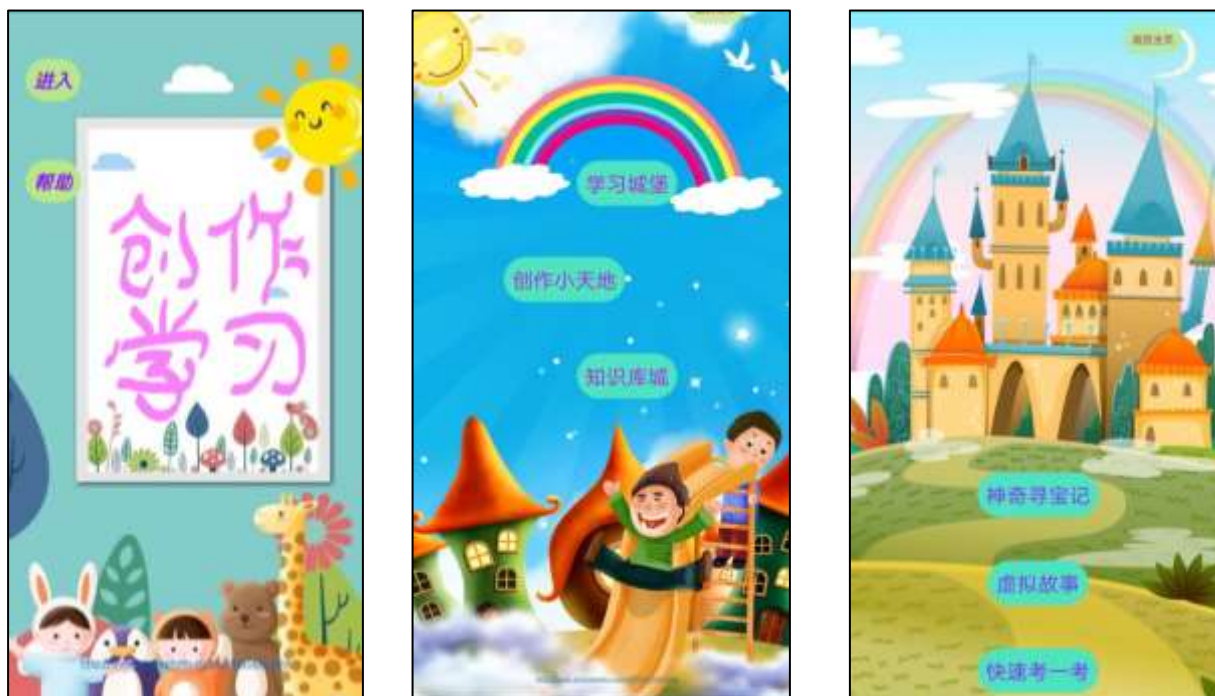 进入
帮助
创作
学习
学习城堡
创作小天地
知识库城
神奇寻宝记
虚拟故事
快速考一考